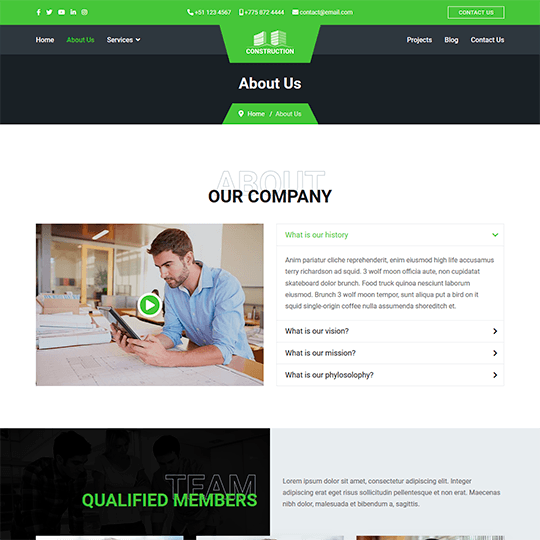 +51 123 4567 +775 872 4444 contact@email.com CONTACT US
Home About Us Services Projects Blog Contact Us
CONSTRUCTION
About Us
Home / About Us
ABOUT
OUR COMPANY
What is our history
Anim pariatur cliche reprehenderit, enim eiusmod high life accusamus
terry richardson ad squid. 3 wolf moon officia aute, non cupidatat
skateboard dolor brunch. Food truck quinoa nesciunt laborum
eiusmod. Brunch 3 wolf moon tempor, sunt aliqua put a bird on it
squid single-origin coffee nulla assumenda shoreditch et.
What is our vision?
What is our mission?
What is our phylosolophy?
TEAM
QUALIFIED MEMBERS
Lorem ipsum dolor sit amet, consectetur adipiscing elit. Integer
adipiscing erat eget risus sollicitudin pellentesque et non erat. Maecenas
nibh dolor, malesuada et bibendum a, sagittis.